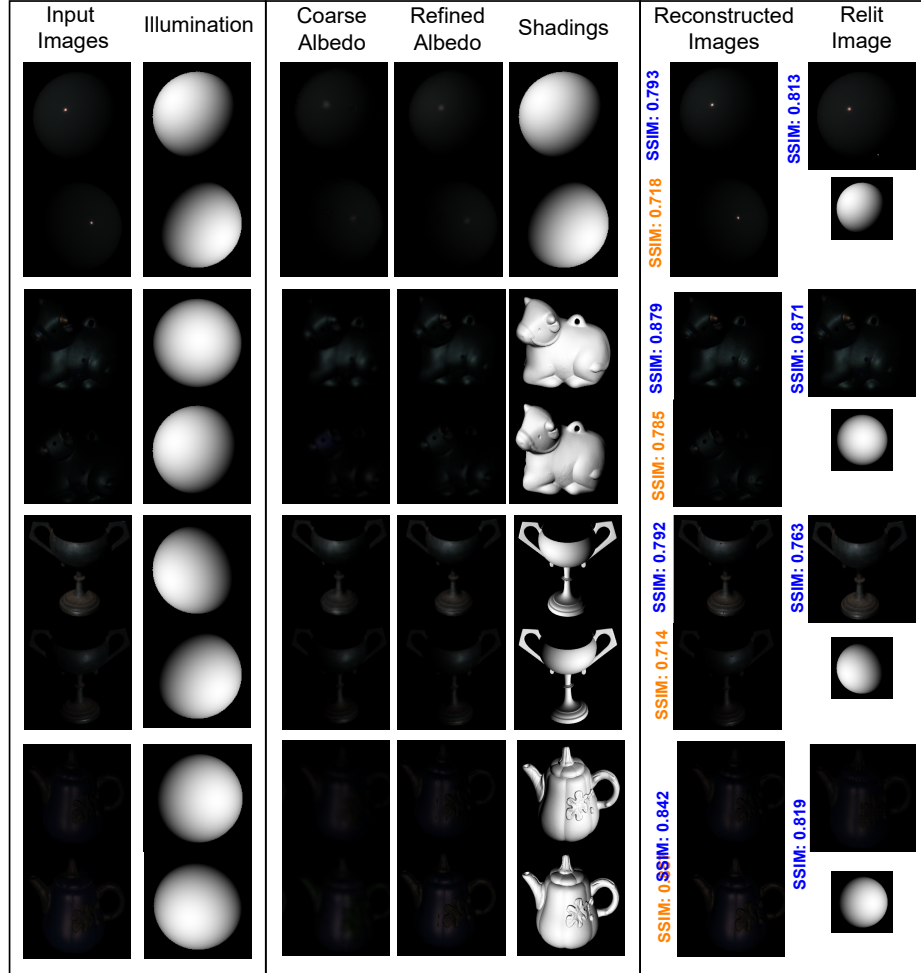 Input
Images
Illumination
Coarse
Albedo
Refined
Albedo
Shadings
Reconstructed
Images
Relit
Image
SSIM: 0.793
SSIM: 0.813
SSIM: 0.718
SSIM: 0.879
SSIM: 0.871
SSIM: 0.785
SSIM: 0.792
SSIM: 0.763
SSIM: 0.714
SSIM: 0.842
SSIM: 0.819
SSIM: